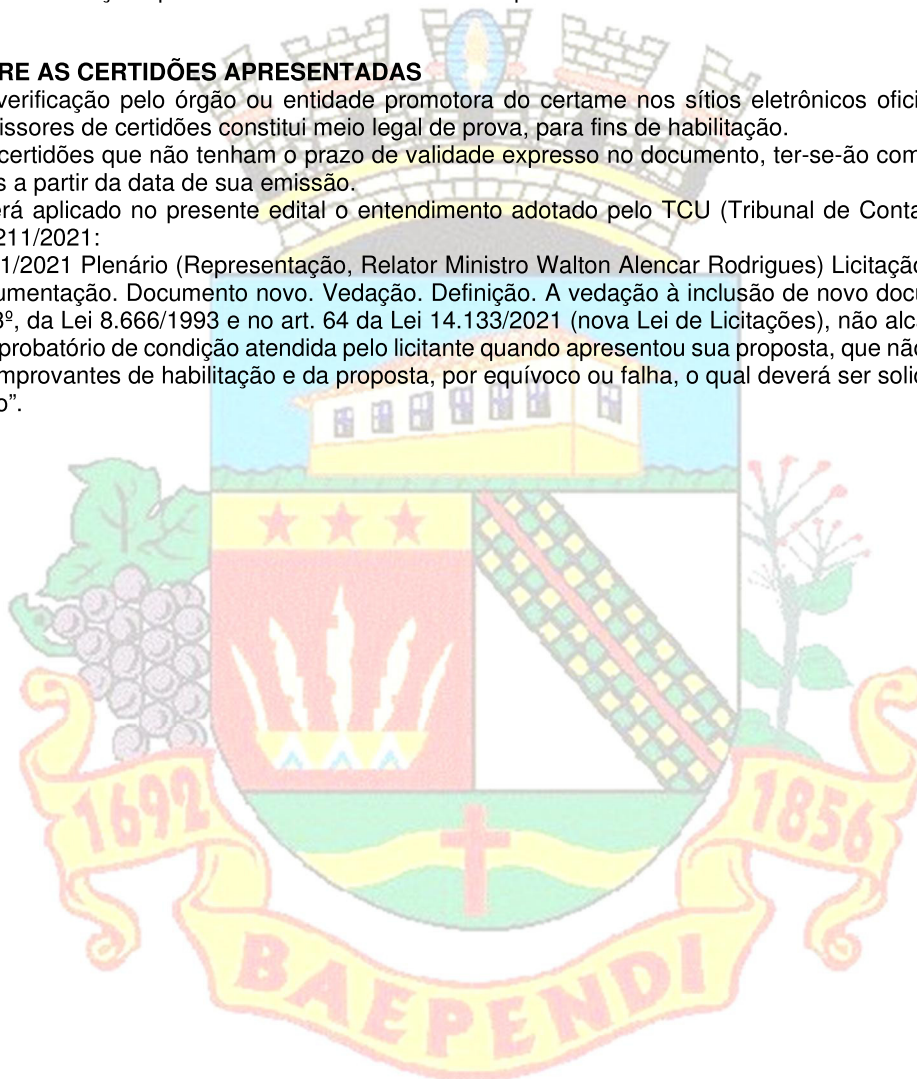 RE AS CERTIDÕES APRESENTADAS
verificação pelo órgão ou entidade promotora do certame nos sítios eletrônicos ofici
issores de certidões constitui meio legal de prova, para fins de habilitação.
certidões que não tenham o prazo de validade expresso no documento, ter-se-ão com
s a partir da data de sua emissão.
erá aplicado no presente edital o entendimento adotado pelo TCU (Tribunal de Conta
211/2021:
1/2021 Plenário (Representação, Relator Ministro Walton Alencar Rodrigues) Licitação
umentação. Documento novo. Vedação. Definição. A vedação à inclusão de novo docu
3º, da Lei 8.666/1993 e no art. 64 da Lei 14.133/2021 (nova Lei de Licitações), não alc
probatório de condição atendida pelo licitante quando apresentou sua proposta, que não
mprovantes de habilitação e da proposta, por equívoco ou falha, o qual deverá ser solic
o”.
1692
1856
BAEPENDI